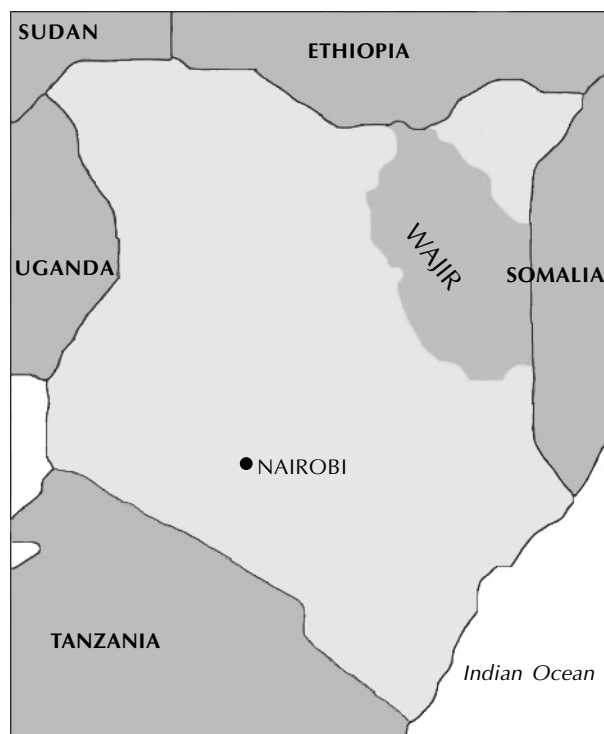 SUDAN
ETHIOPIA
WAJIR
UGANDA
SOMALIA
NAIROBI
TANZANIA
Indian Ocean